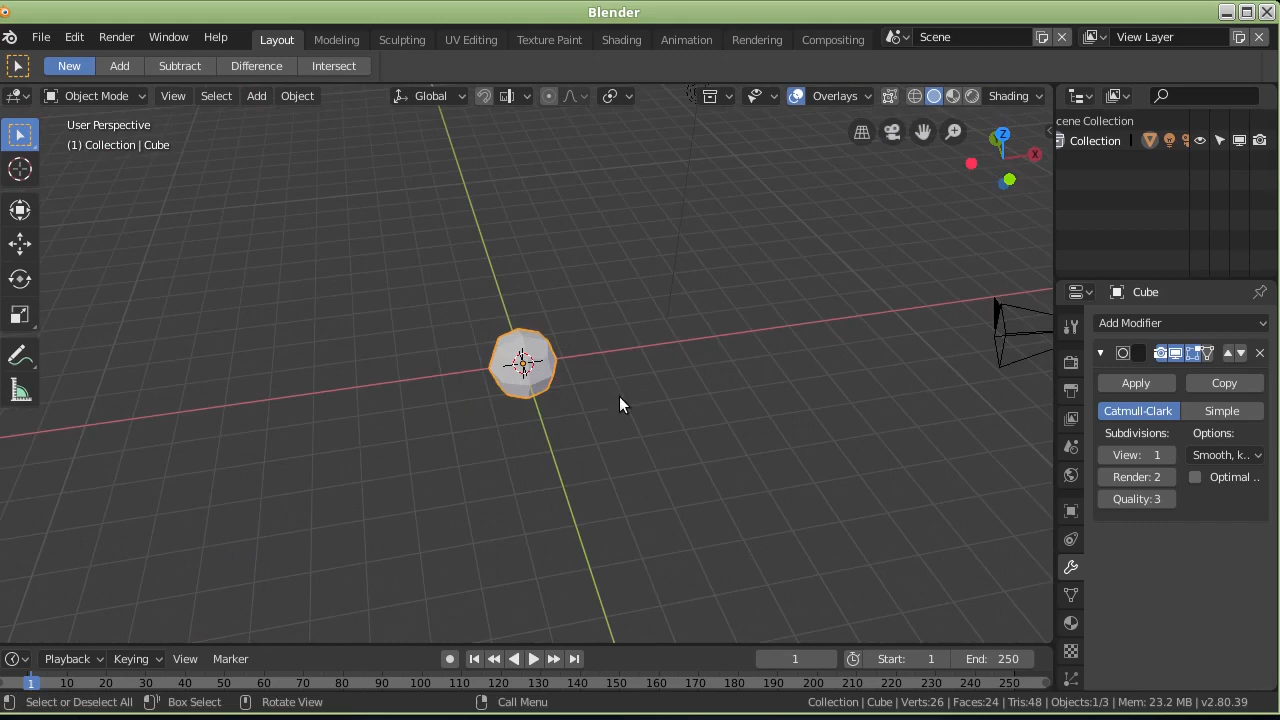 Blender
File Edit Render Window Help Layout Modeling Sculpting UV Editing Texture Paint Shading Animation Rendering Compositing Scene View Layer
New Add Subtract Difference Intersect
Object Mode View Select Add Object Global Overlays Shading
User Perspective
(1) Collection | Cube
Z
X
cene Collection
Collection
Cube
Add Modifier
Apply Copy
Catmull-Clark Simple
Subdivisions: Options:
View: 1 Smooth, k..
Render: 2 Optimal ..
Quality: 3
Playback Keying View Marker 1 Start: 1 End: 250
1 10 20 30 40 50 60 70 80 90 100 110 120 130 140 150 160 170 180 190 200 210 220 230 240 250
Select or Deselect All Box Select Rotate View Call Menu Collection | Cube | Verts:26 | Faces:24 | Tris:48 | Objects:1/3 | Mem: 23.2 MB | v2.80.39